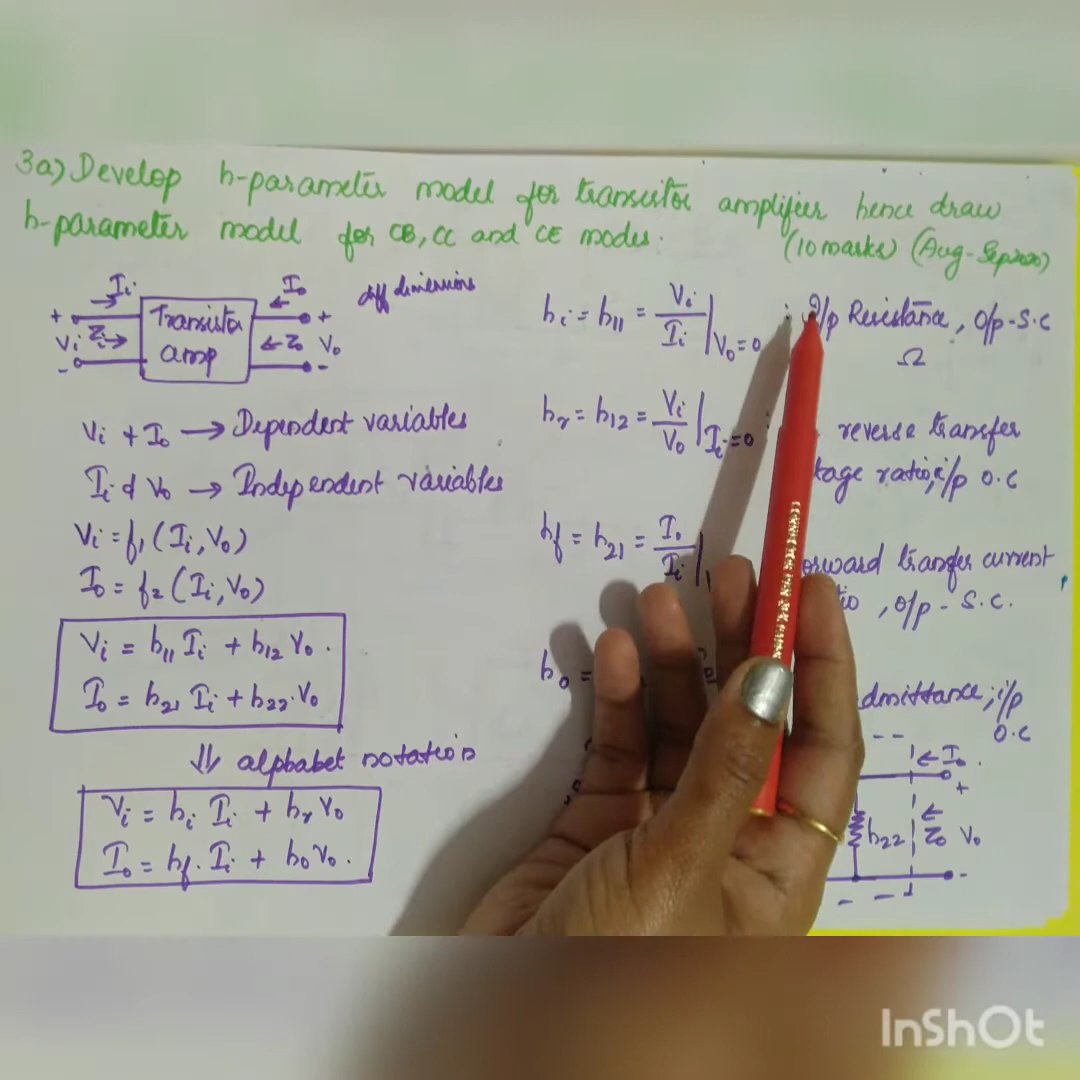 3a) Develop h-parameter model for transistor amplifier hence draw
h-parameter model for CB, CC and CE modes. (10 marks) (Aug-Sep 2020)
Ii
Io
diff dimensions
+
Transistor
amp
+
Vi
Zi
Zo
Vo
-
-
Vi + Io → Dependent variables
Ii & Vo → Independent variables
Vi = f1 (Ii, Vo)
Io = f2 (Ii, Vo)
Vi = h11 Ii + h12 Vo.
Io = h21 Ii + h22. Vo
⇓ alphabet notation
Vi = hi Ii + hr Vo
Io = hf. Ii + ho Vo.
hi = h11 = Vi/Ii | Vo=0 ; I/p Resistance, O/p-S.C
Ω
hr = h12 = Vi/Vo | Ii=0 reverse transfer
ratio, i/p O.C
hf = h21 = Io/Ii | transfer current
, o/p - S.C.
ho =
i/p
O.C
← Io.
+
h22
Zo
Vo
-
InShOt